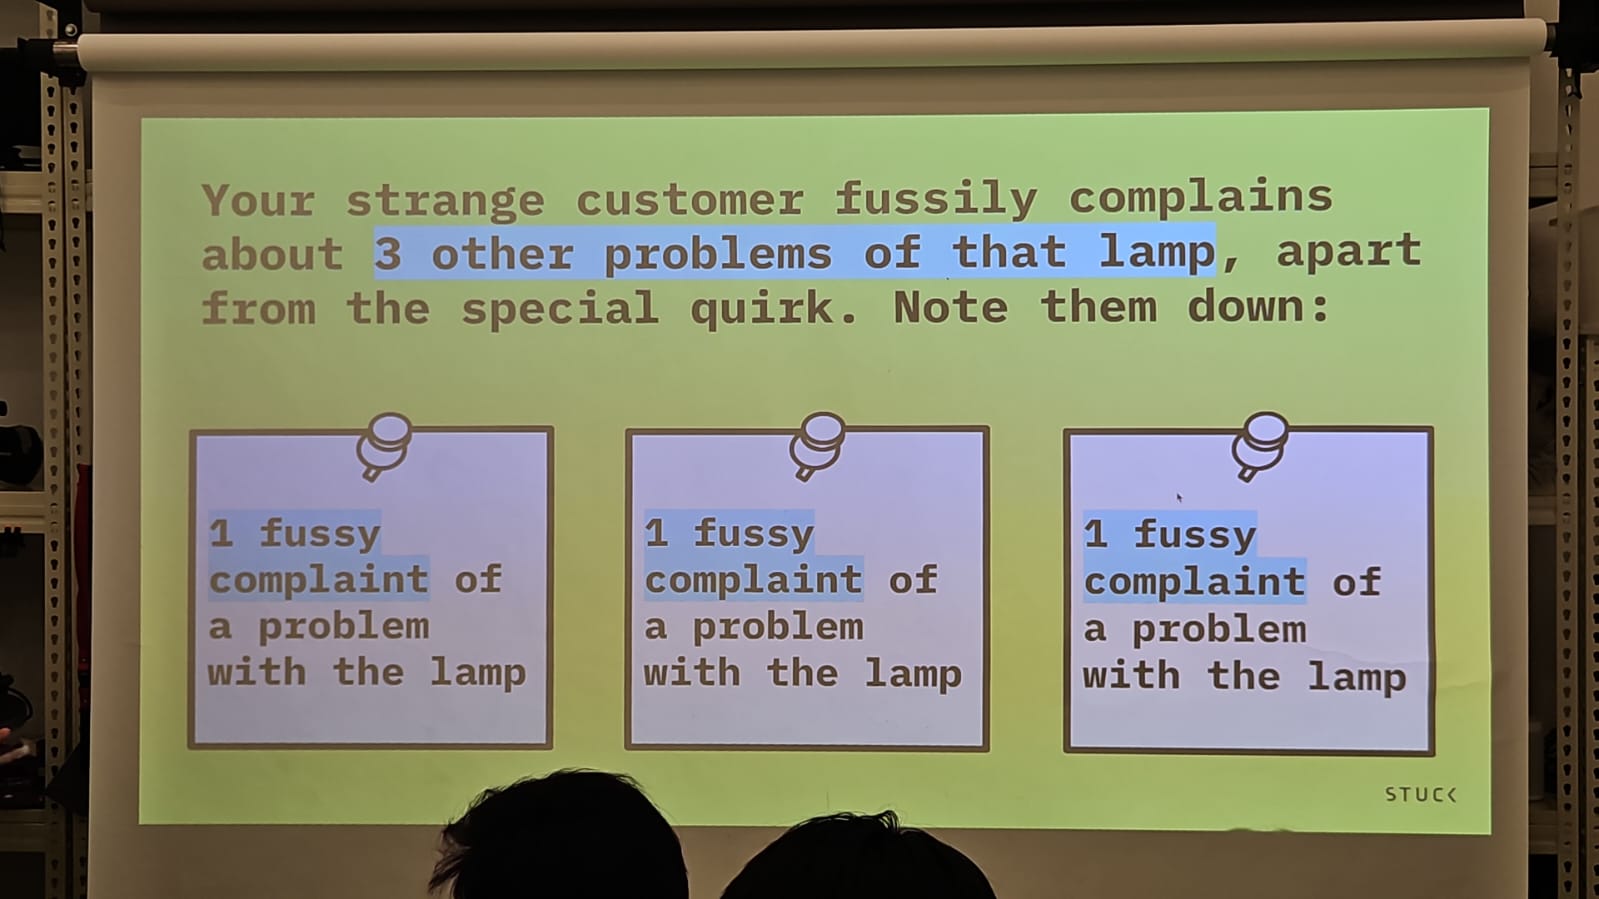 Your strange customer fussily complains
about 3 other problems of that lamp, apart
from the special quirk. Note them down:
1 fussy
complaint of
a problem
with the lamp
1 fussy
complaint of
a problem
with the lamp
1 fussy
complaint of
a problem
with the lamp
STUCK